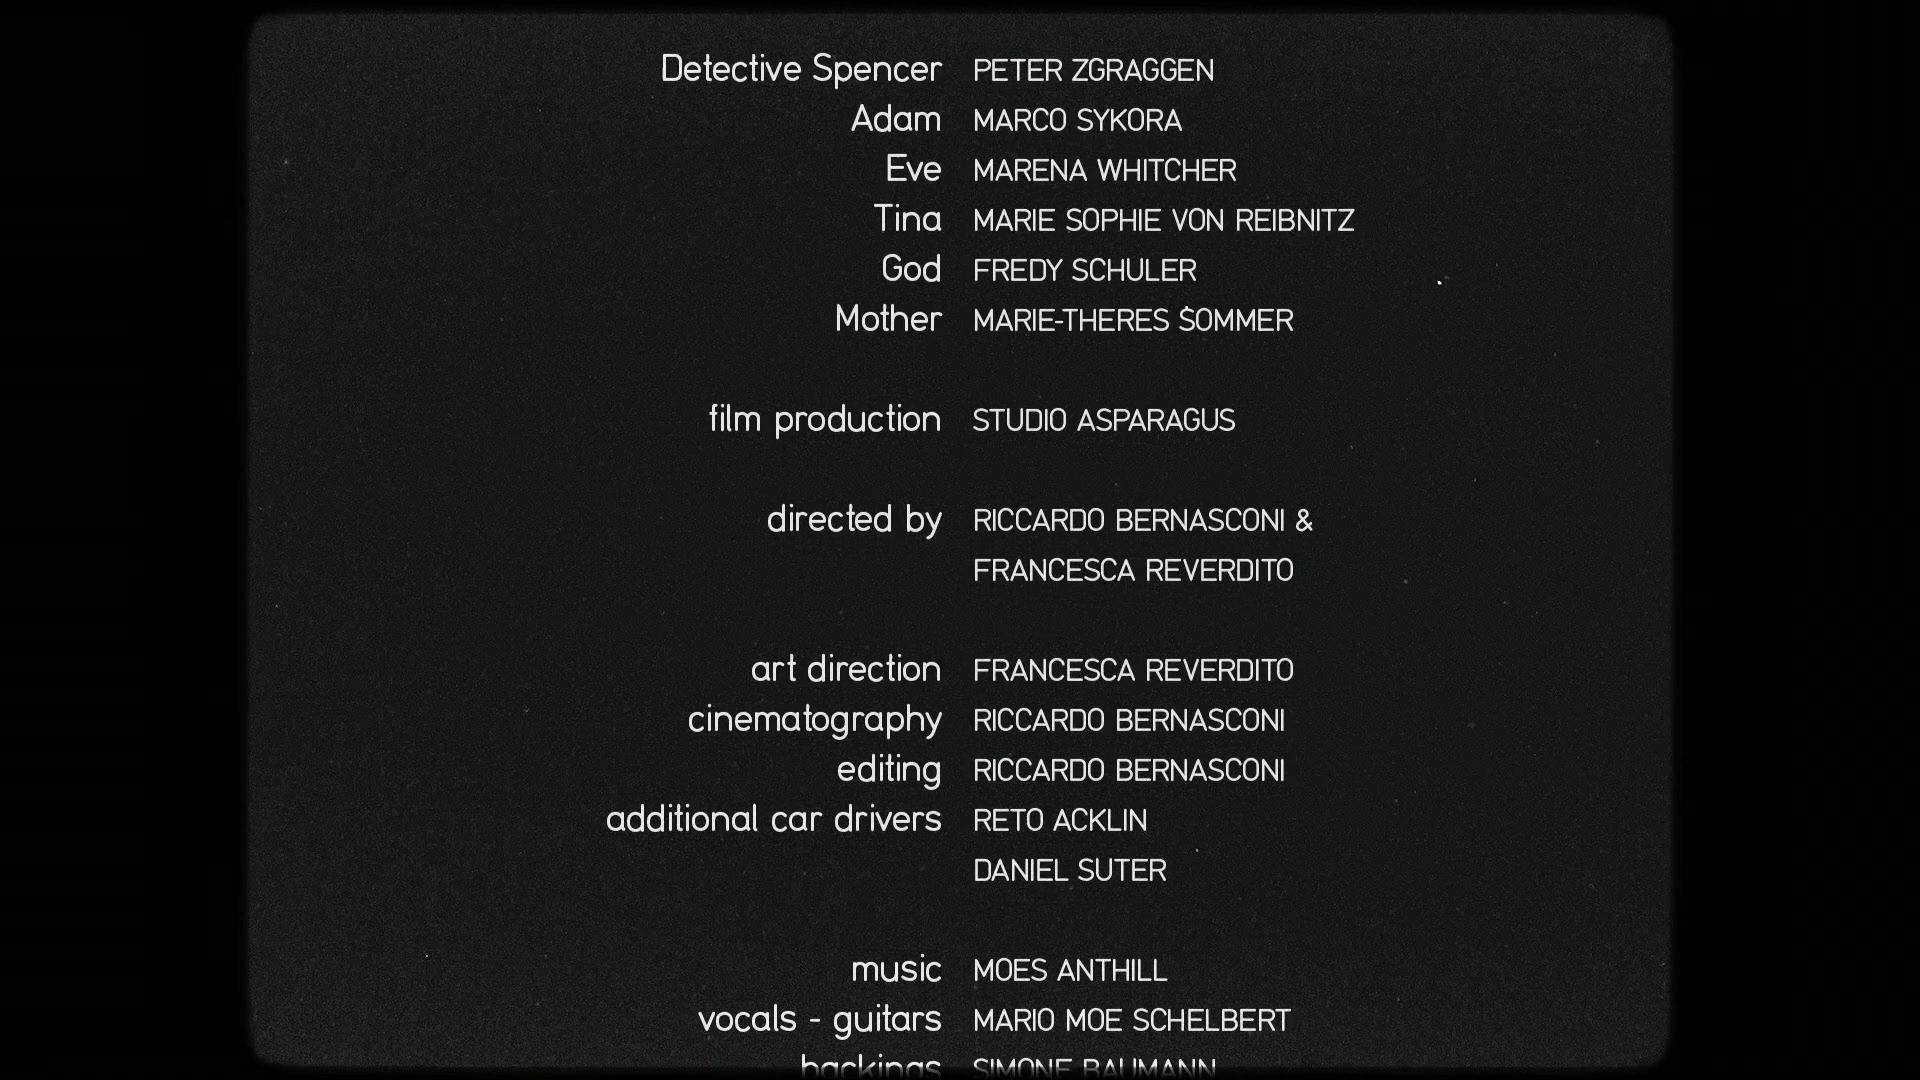 Detective Spencer PETER ZGRAGGEN
Adam MARCO SYKORA
Eve MARENA WHITCHER
Tina MARIE SOPHIE VON REIBNITZ
God FREDY SCHULER
Mother MARIE-THERES SOMMER
film production STUDIO ASPARAGUS
directed by RICCARDO BERNASCONI &
FRANCESCA REVERDITO
art direction FRANCESCA REVERDITO
cinematography RICCARDO BERNASCONI
editing RICCARDO BERNASCONI
additional car drivers RETO ACKLIN
DANIEL SUTER
music MOES ANTHILL
vocals - guitars MARIO MOE SCHELBERT
backings SIMONE BAUMANN